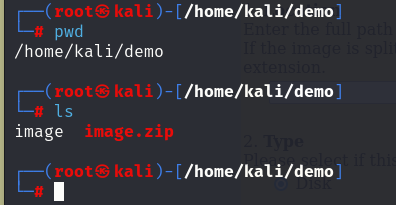 ┌──(root㉿kali)-[/home/kali/demo]
└─# pwd
/home/kali/demo
┌──(root㉿kali)-[/home/kali/demo]
└─# ls
image  image.zip
┌──(root㉿kali)-[/home/kali/demo]
└─#
Enter the full path
If the image is split
extension.
2. Type
Please select if this
Disk